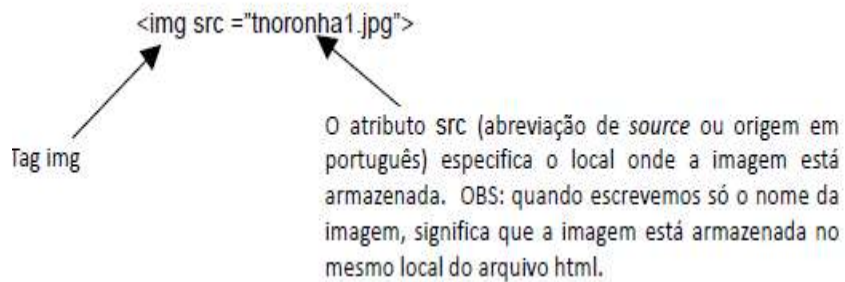 <img src ="tnoronha1.jpg">
Tag img
O atributo src (abreviação de source ou origem em
português) especifica o local onde a imagem está
armazenada. OBS: quando escrevemos só o nome da
imagem, significa que a imagem está armazenada no
mesmo local do arquivo html.